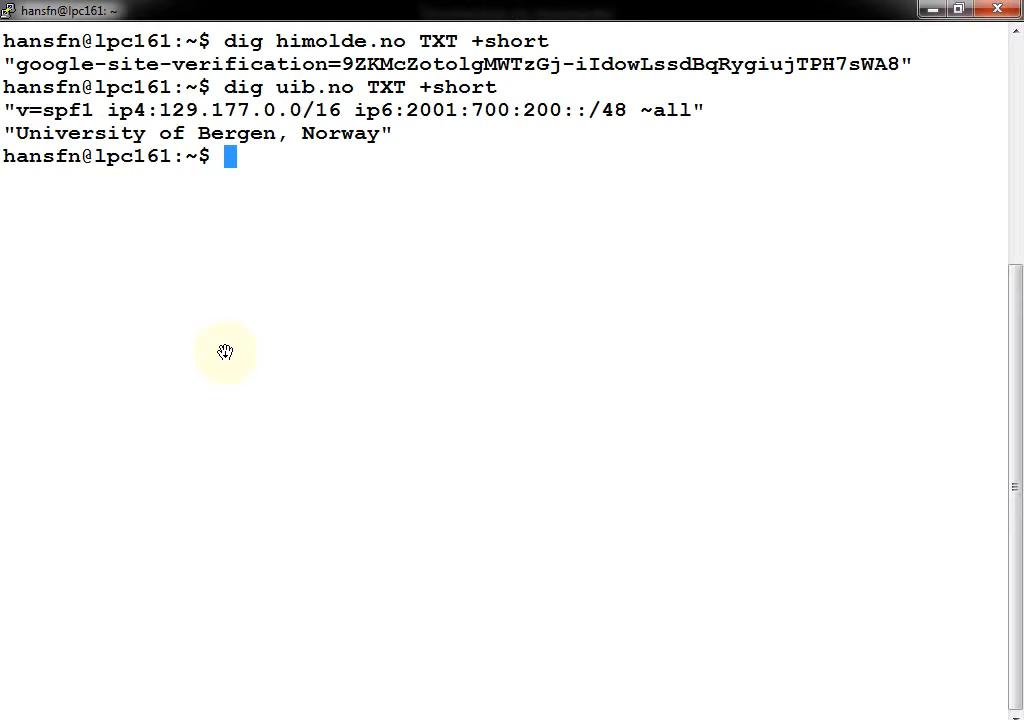 hansfn@lpc161: ~
hansfn@lpc161:~$ dig himolde.no TXT +short
"google-site-verification=9ZKMcZotolgMWTzGj-iIdowLssdBqRygiujTPH7sWA8"
hansfn@lpc161:~$ dig uib.no TXT +short
"v=spf1 ip4:129.177.0.0/16 ip6:2001:700:200::/48 ~all"
"University of Bergen, Norway"
hansfn@lpc161:~$